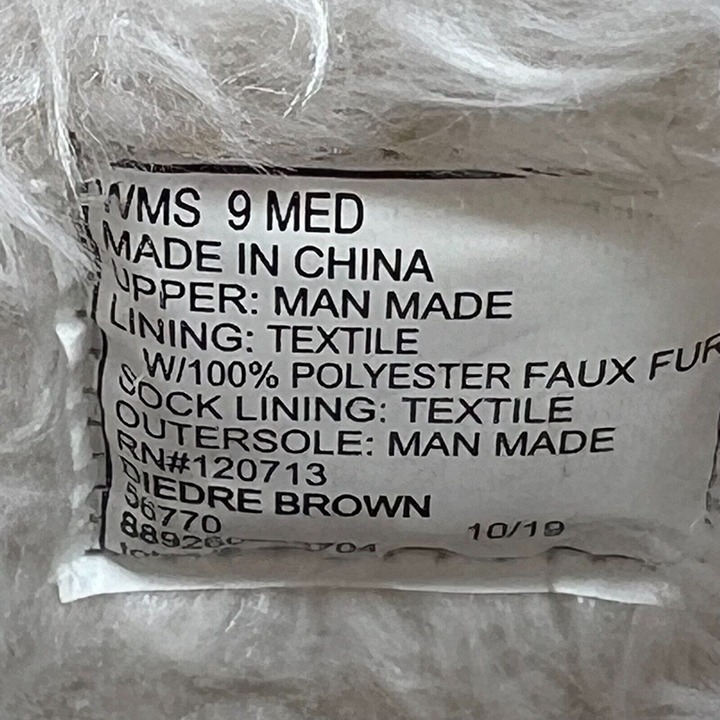 WMS 9 MED
MADE IN CHINA
UPPER: MAN MADE
LINING: TEXTILE
W/100% POLYESTER FAUX FUR
SOCK LINING: TEXTILE
OUTERSOLE: MAN MADE
RN#120713
DIEDRE BROWN
56770
10/19